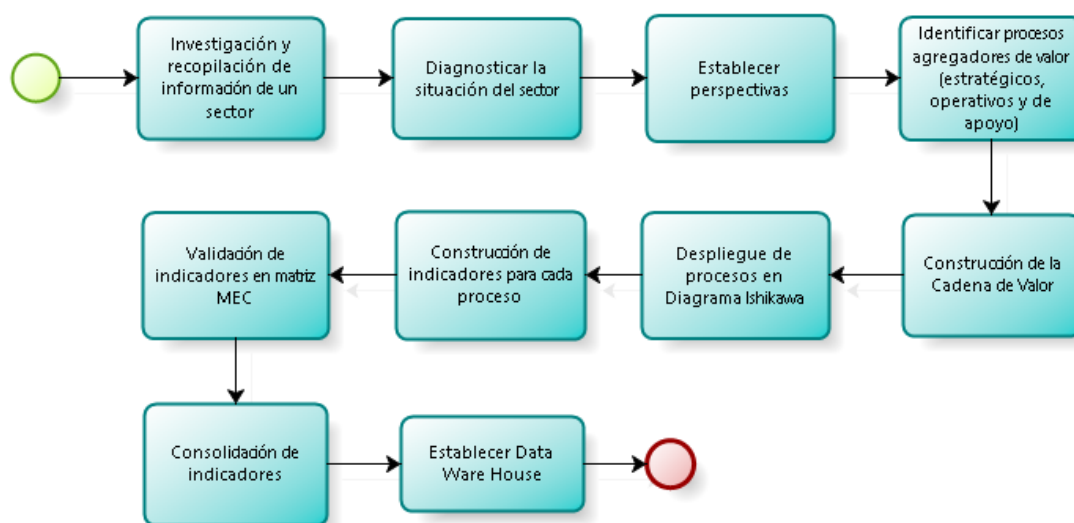 Investigación y
recopilación de
información de un
sector
Diagnosticar la
situación del sector
Establecer
perspectivas
Identificar procesos
agregadores de valor
(estratégicos,
operativos y de
apoyo)
Construcción de la
Cadena de Valor
Despliegue de
procesos en
Diagrama Ishikawa
Construcción de
indicadores para cada
proceso
Validación de
indicadores en matriz
MEC
Consolidación de
indicadores
Establecer Data
Ware House